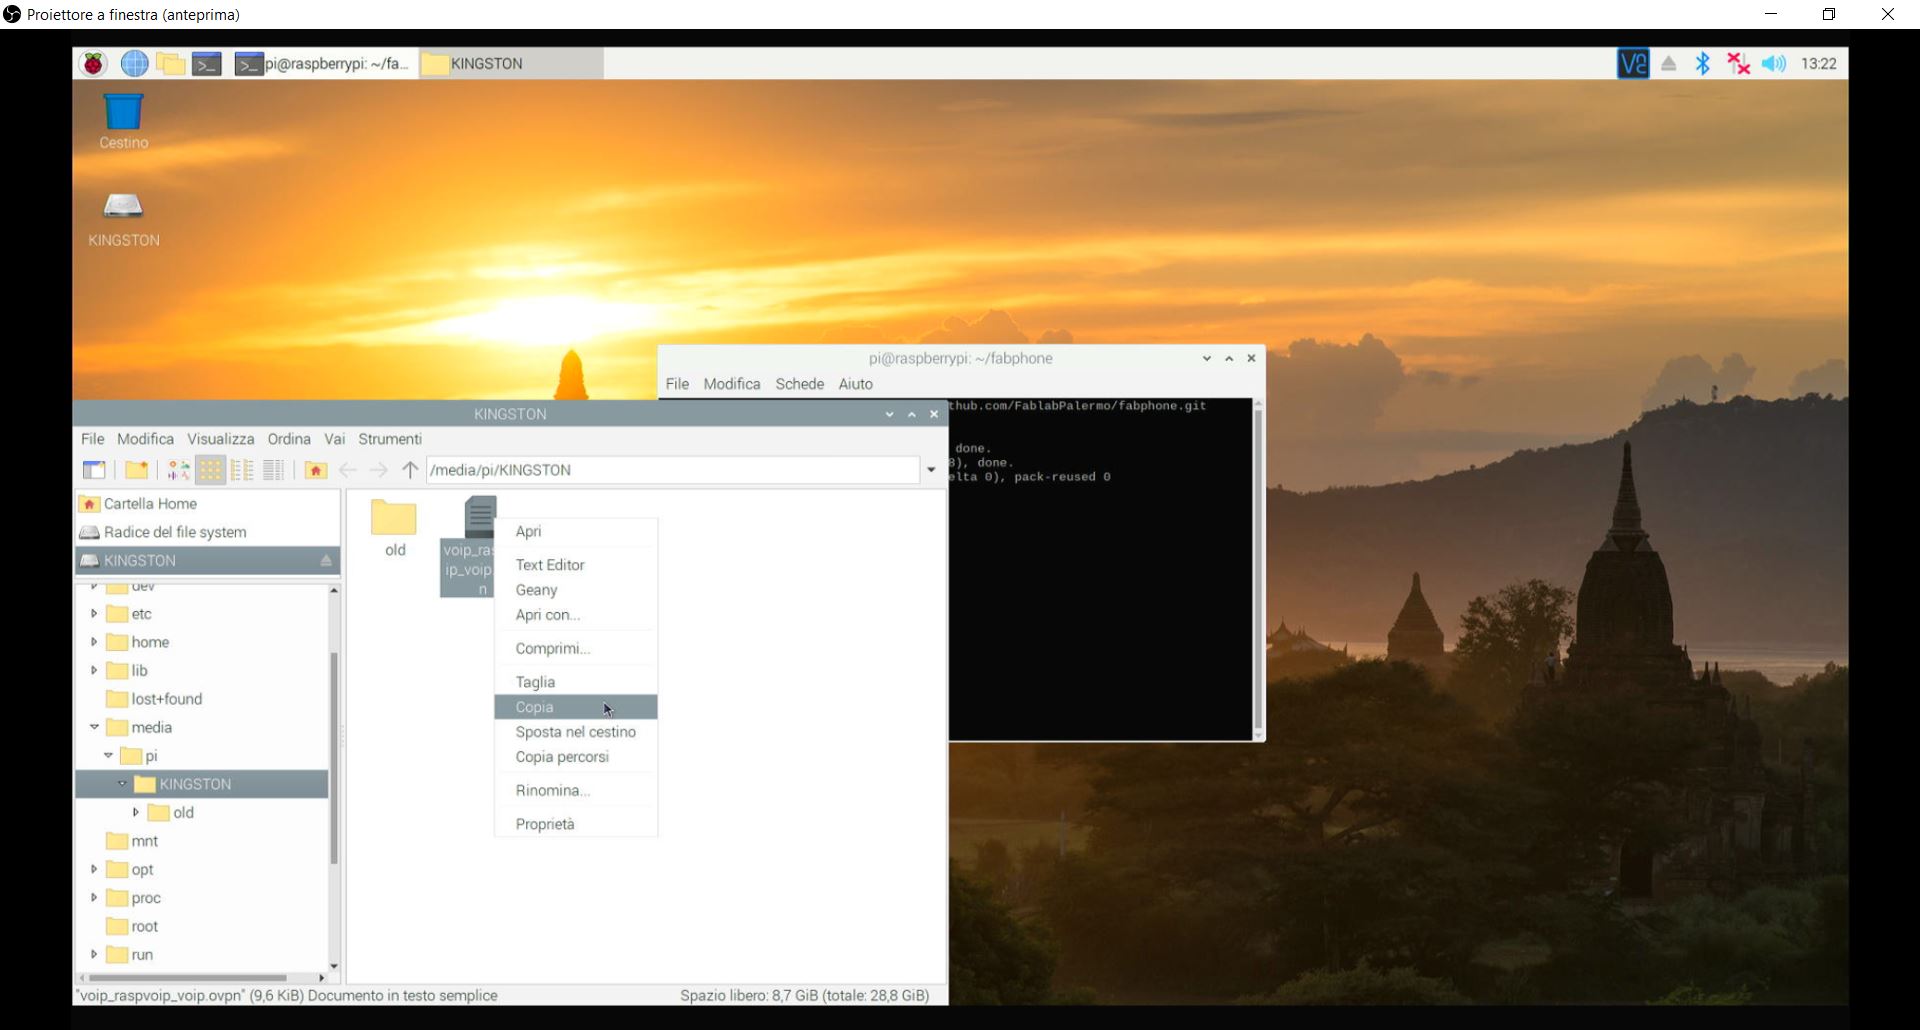 Proiettore a finestra (anteprima)
pi@raspberrypi: ~/fa...
KINGSTON
13:22
Cestino
KINGSTON
pi@raspberrypi: ~/fabphone
File Modifica Schede Aiuto
thub.com/FablabPalermo/fabphone.git
done.
8), done.
elta 0), pack-reused 0
KINGSTON
File Modifica Visualizza Ordina Vai Strumenti
/media/pi/KINGSTON
Cartella Home
Radice del file system
KINGSTON
dev
etc
home
lib
lost+found
media
pi
KINGSTON
old
mnt
opt
proc
root
run
old
voip_ras
ip_voip
n
Apri
Text Editor
Geany
Apri con...
Comprimi...
Taglia
Copia
Sposta nel cestino
Copia percorsi
Rinomina...
Proprietà
"voip_raspvoip_voip.ovpn" (9,6 KiB) Documento in testo semplice
Spazio libero: 8,7 GiB (totale: 28,8 GiB)